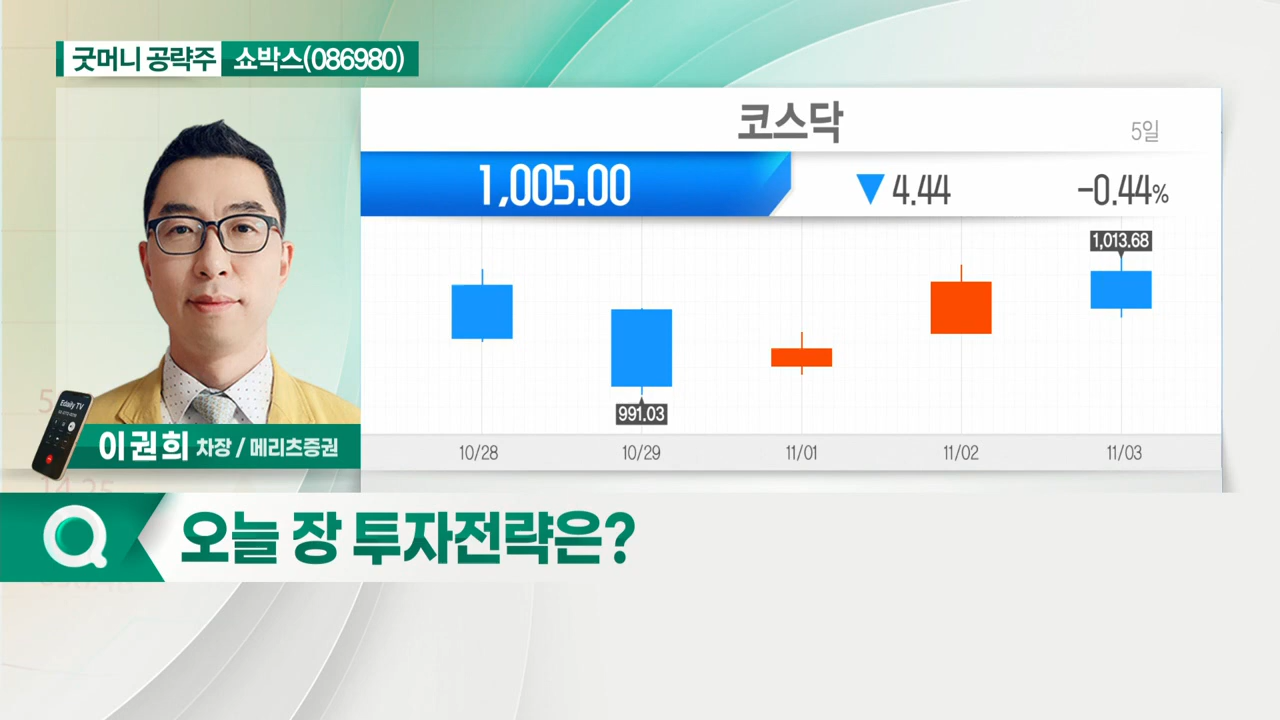 굿머니 공략주 쇼박스(086980)
코스닥
5일
1,005.00 ▼ 4.44 -0.44%
1,013.68
991.03
10/28 10/29 11/01 11/02 11/03
Edaily TV
이권희 차장 / 메리츠증권
Q 오늘 장 투자전략은?